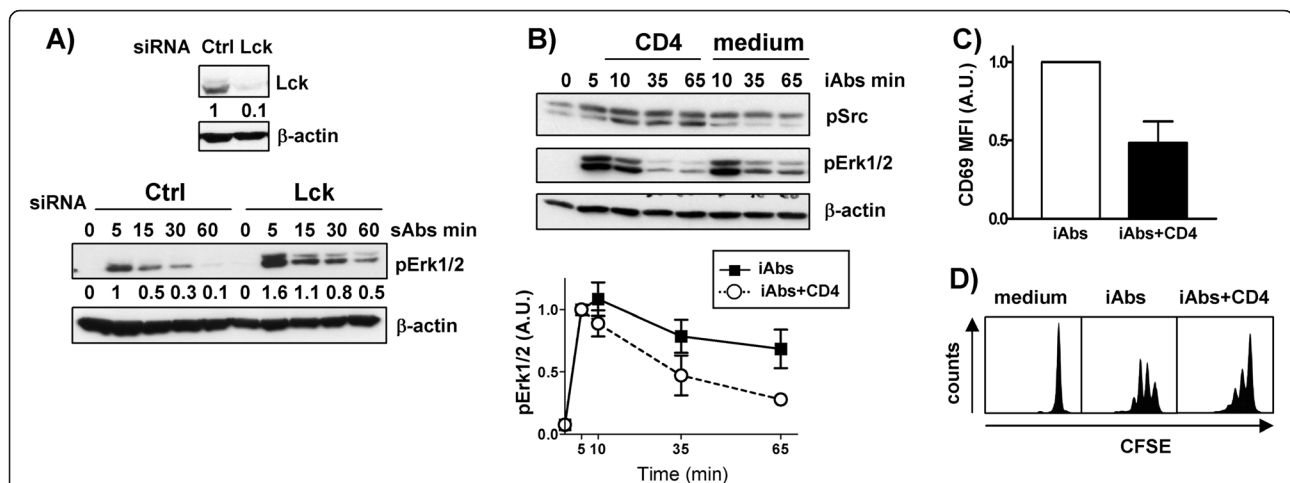 A)
siRNA Ctrl Lck
Lck
1 0.1
β-actin
siRNA Ctrl Lck
0 5 15 30 60 0 5 15 30 60 sAbs min
pErk1/2
0 1 0.5 0.3 0.1 0 1.6 1.1 0.8 0.5
β-actin
B)
CD4 medium
0 5 10 35 65 10 35 65 iAbs min
pSrc
pErk1/2
β-actin
iAbs
iAbs+CD4
pErk1/2 (A.U.)
1.0
0.5
0.0
5 10 35 65
Time (min)
C)
CD69 MFI (A.U.)
1.0
0.5
0.0
iAbs iAbs+CD4
D)
medium iAbs iAbs+CD4
counts
CFSE